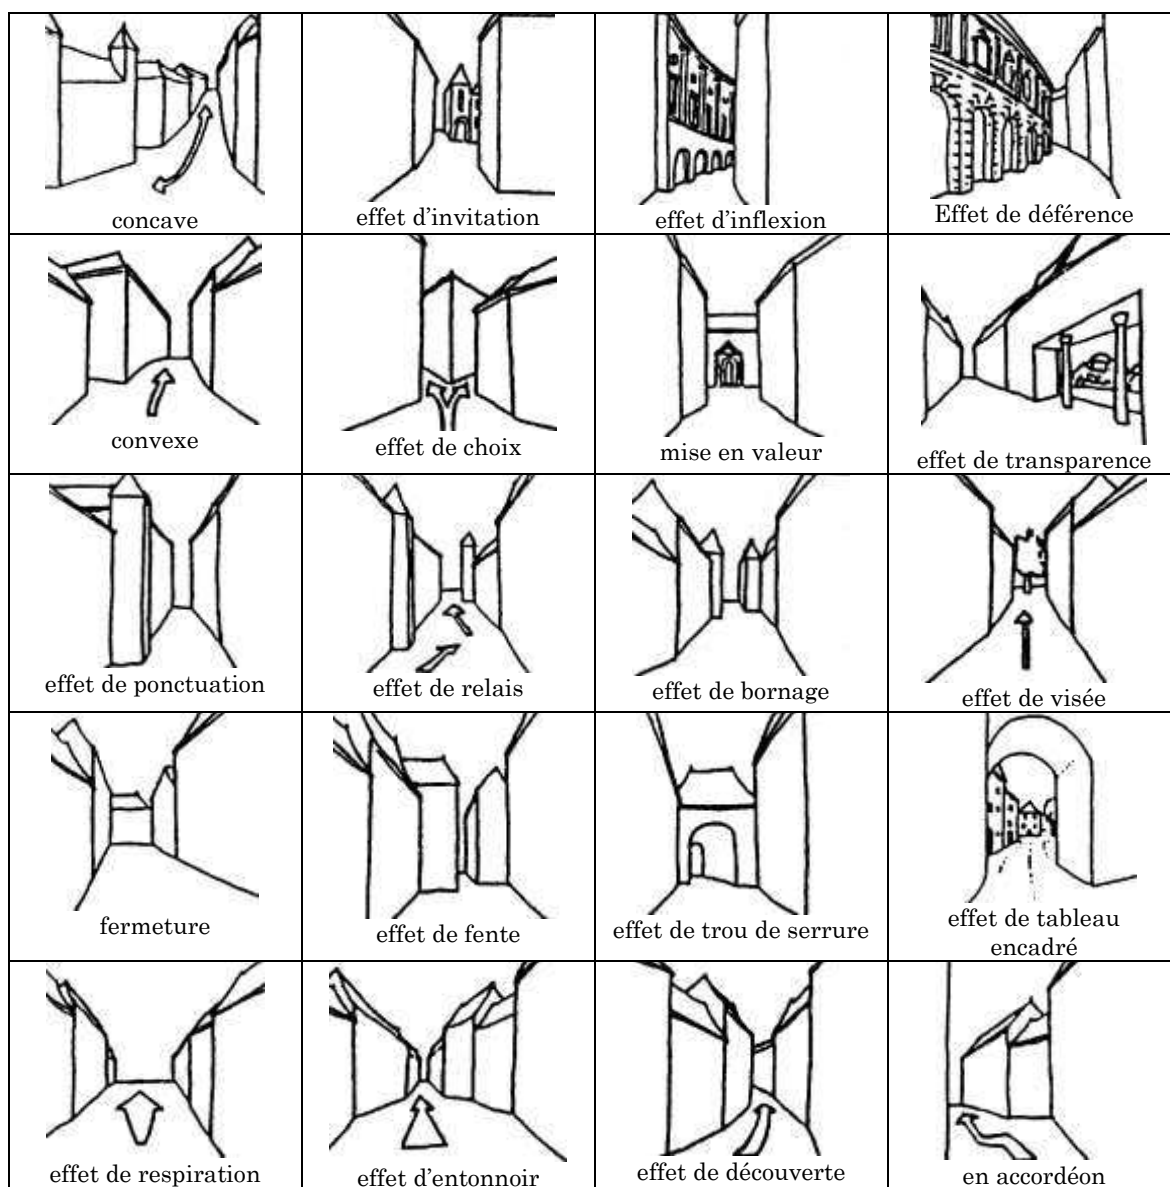 concave
effet d'invitation
effet d'inflexion
Effet de déférence
convexe
effet de choix
mise en valeur
effet de transparence
effet de ponctuation
effet de relais
effet de bornage
effet de visée
fermeture
effet de fente
effet de trou de serrure
effet de tableau
encadré
effet de respiration
effet d'entonnoir
effet de découverte
en accordéon